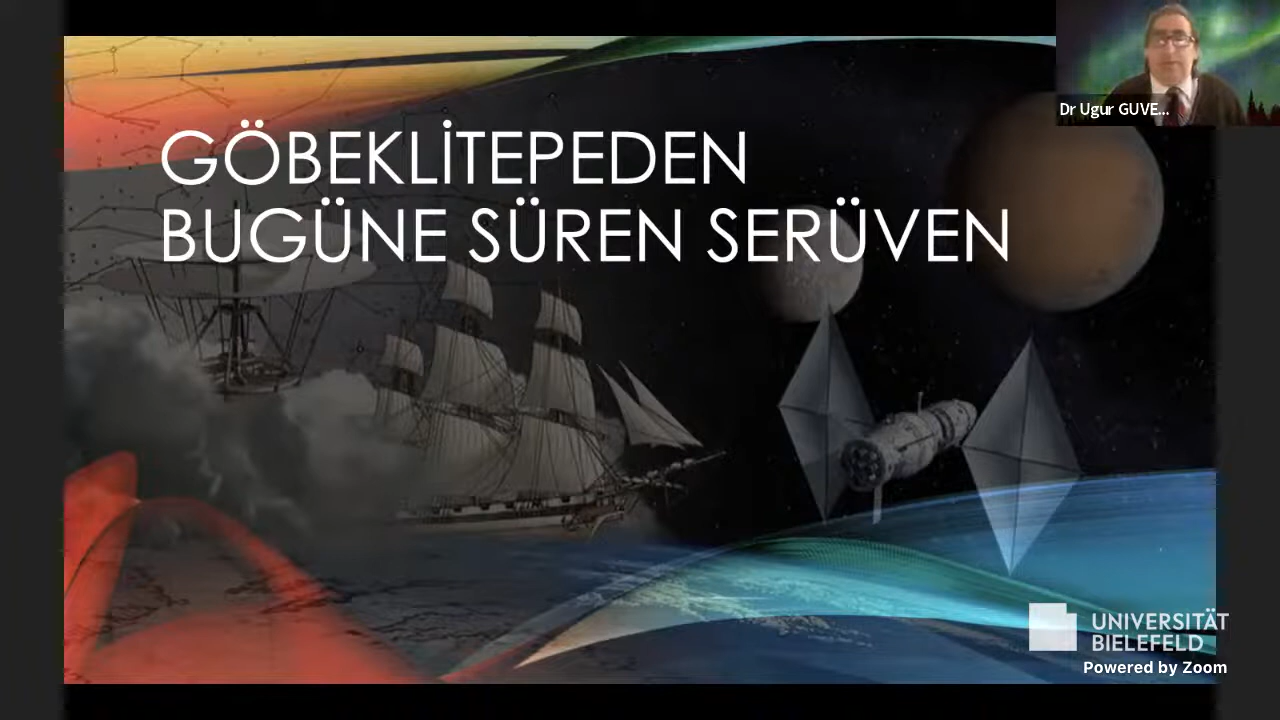 Dr Ugur GUVE...
GÖBEKLİTEPEDEN
BUGÜNE SÜREN SERÜVEN
UNIVERSITÄT
BIELEFELD
Powered by Zoom